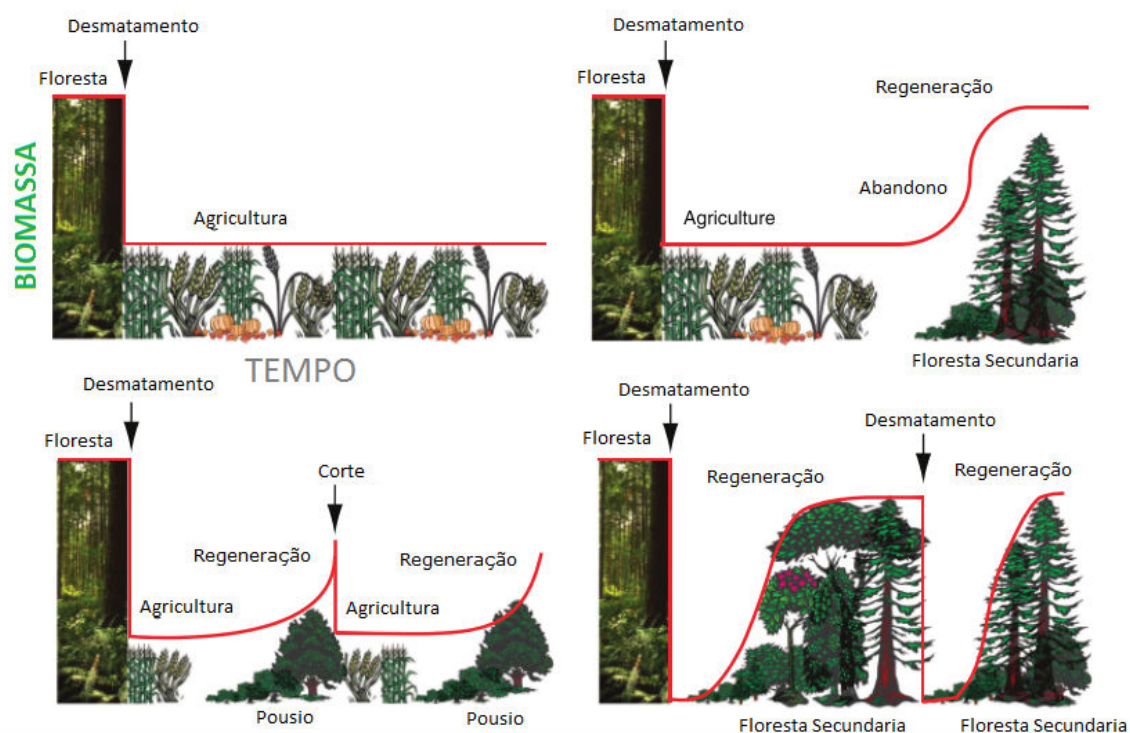 Desmatamento
Floresta
BIOMASSA
Agricultura
TEMPO
Desmatamento
Floresta
Regeneração
Abandono
Agriculture
Floresta Secundaria
Desmatamento
Floresta
Corte
Regeneração
Regeneração
Agricultura
Agricultura
Pousio
Pousio
Desmatamento
Floresta
Desmatamento
Regeneração
Regeneração
Floresta Secundaria
Floresta Secundaria